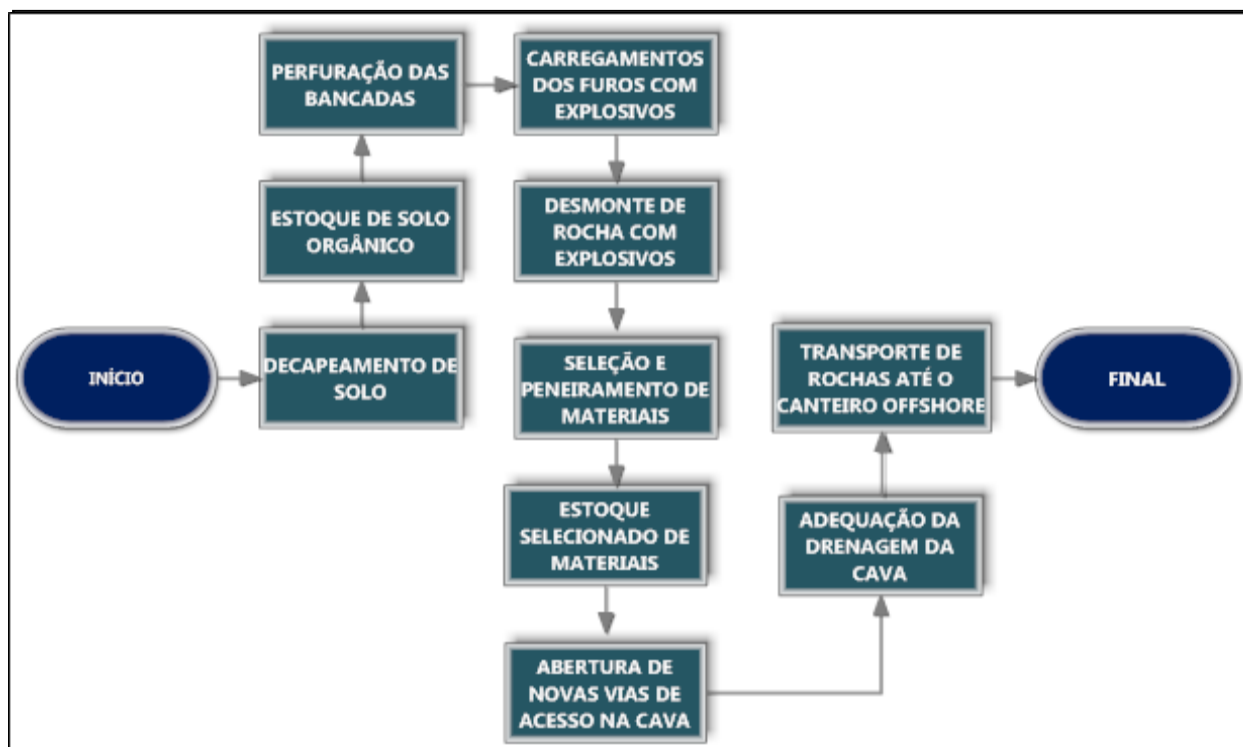 INÍCIO
DECAPEAMENTO DE
SOLO
ESTOQUE DE SOLO
ORGÂNICO
PERFURAÇÃO DAS
BANCADAS
CARREGAMENTOS
DOS FUROS COM
EXPLOSIVOS
DESMONTE DE
ROCHA COM
EXPLOSIVOS
SELEÇÃO E
PENEIRAMENTO DE
MATERIAIS
ESTOQUE
SELECIONADO DE
MATERIAIS
ABERTURA DE
NOVAS VIAS DE
ACESSO NA CAVA
ADEQUAÇÃO DA
DRENAGEM DA
CAVA
TRANSPORTE DE
ROCHAS ATÉ O
CANTEIRO OFFSHORE
FINAL